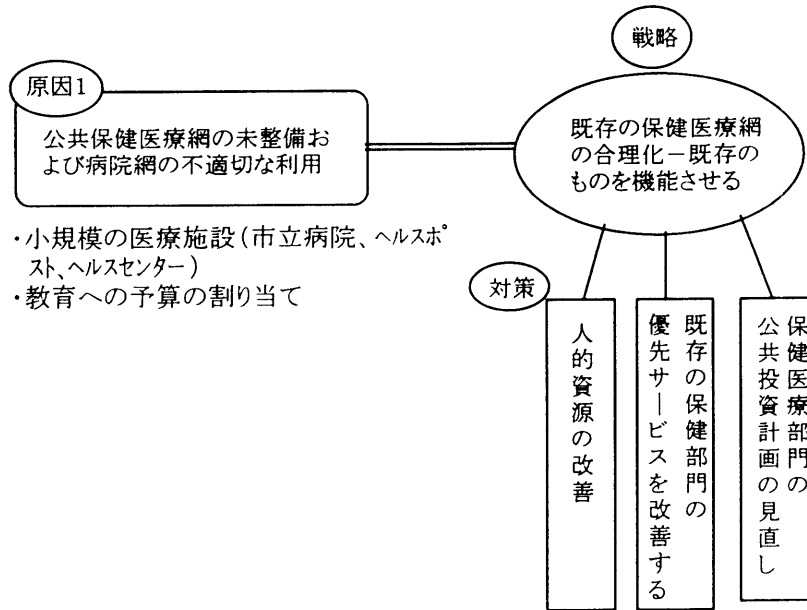 戦略
原因1
公共保健医療網の未整備お
よび病院網の不適切な利用
既存の保健医療網
の合理化－既存の
ものを機能させる
・小規模の医療施設(市立病院、ヘルスポ
スト、ヘルスセンター)
・教育への予算の割り当て
対策
人的資源の改善
既存の保健部門の
優先サービスを改善する
保健医療部門の
公共投資計画の見直し